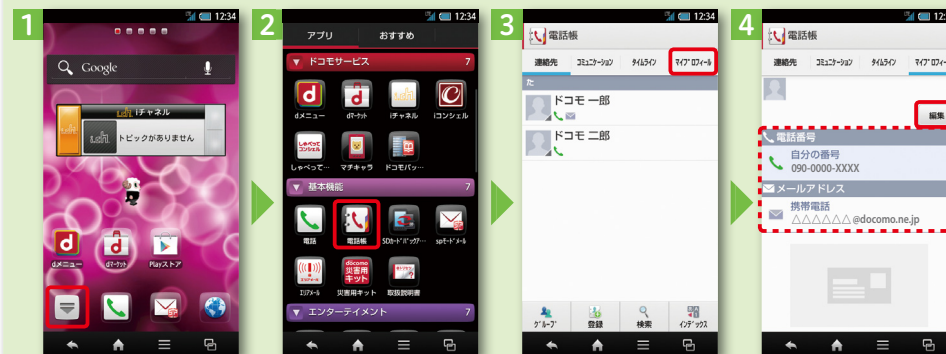 1
12:34
Google
iチャネル
トピックがありません
dメニュー
dマーケット
Playストア
2
12:34
アプリ
おすすめ
ドコモサービス 7
dメニュー
dマーケット
iチャネル
iコンシェル
しゃべって…
マチキャラ
ドコモバッ…
基本機能 7
電話
電話帳
SDカードバックア…
spモードメール
エリアメール
災害用キット
取扱説明書
エンターテイメント 7
3
12:34
電話帳
連絡先
コミュニケーション
タイムライン
マイプロフィール
た
ドコモ 一郎
ドコモ 二郎
グループ
登録
検索
インデックス
4
電話帳
連絡先
コミュニケーション
タイムライン
編集
電話番号
自分の番号
090-0000-XXXX
メールアドレス
携帯電話
△△△△△△@docomo.ne.jp